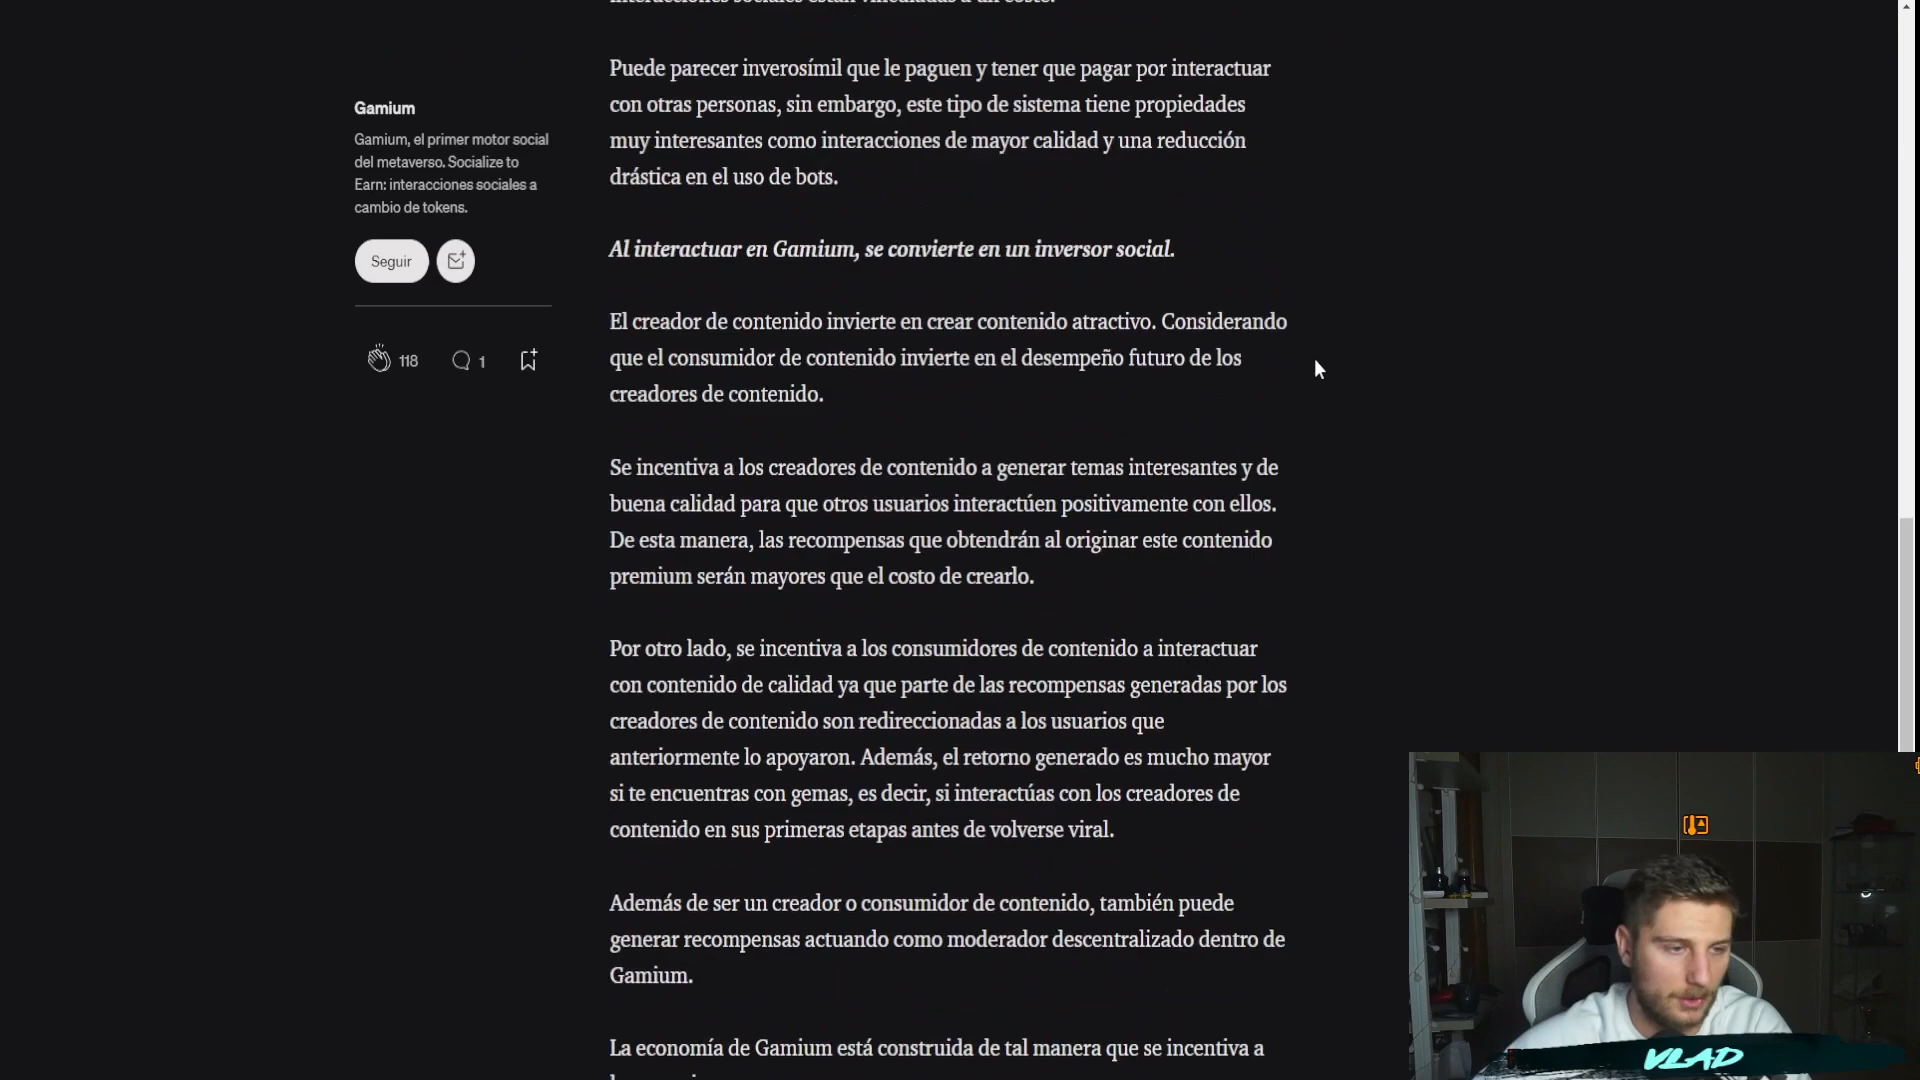 Gamium
Gamium, el primer motor social
del metaverso. Socialize to
Earn: interacciones sociales a
cambio de tokens.
Seguir
118
1
interacciones sociales están vinculadas a un costo.
Puede parecer inverosímil que le paguen y tener que pagar por interactuar
con otras personas, sin embargo, este tipo de sistema tiene propiedades
muy interesantes como interacciones de mayor calidad y una reducción
drástica en el uso de bots.
Al interactuar en Gamium, se convierte en un inversor social.
El creador de contenido invierte en crear contenido atractivo. Considerando
que el consumidor de contenido invierte en el desempeño futuro de los
creadores de contenido.
Se incentiva a los creadores de contenido a generar temas interesantes y de
buena calidad para que otros usuarios interactúen positivamente con ellos.
De esta manera, las recompensas que obtendrán al originar este contenido
premium serán mayores que el costo de crearlo.
Por otro lado, se incentiva a los consumidores de contenido a interactuar
con contenido de calidad ya que parte de las recompensas generadas por los
creadores de contenido son redireccionadas a los usuarios que
anteriormente lo apoyaron. Además, el retorno generado es mucho mayor
si te encuentras con gemas, es decir, si interactúas con los creadores de
contenido en sus primeras etapas antes de volverse viral.
Además de ser un creador o consumidor de contenido, también puede
generar recompensas actuando como moderador descentralizado dentro de
Gamium.
La economía de Gamium está construida de tal manera que se incentiva a
VLAD